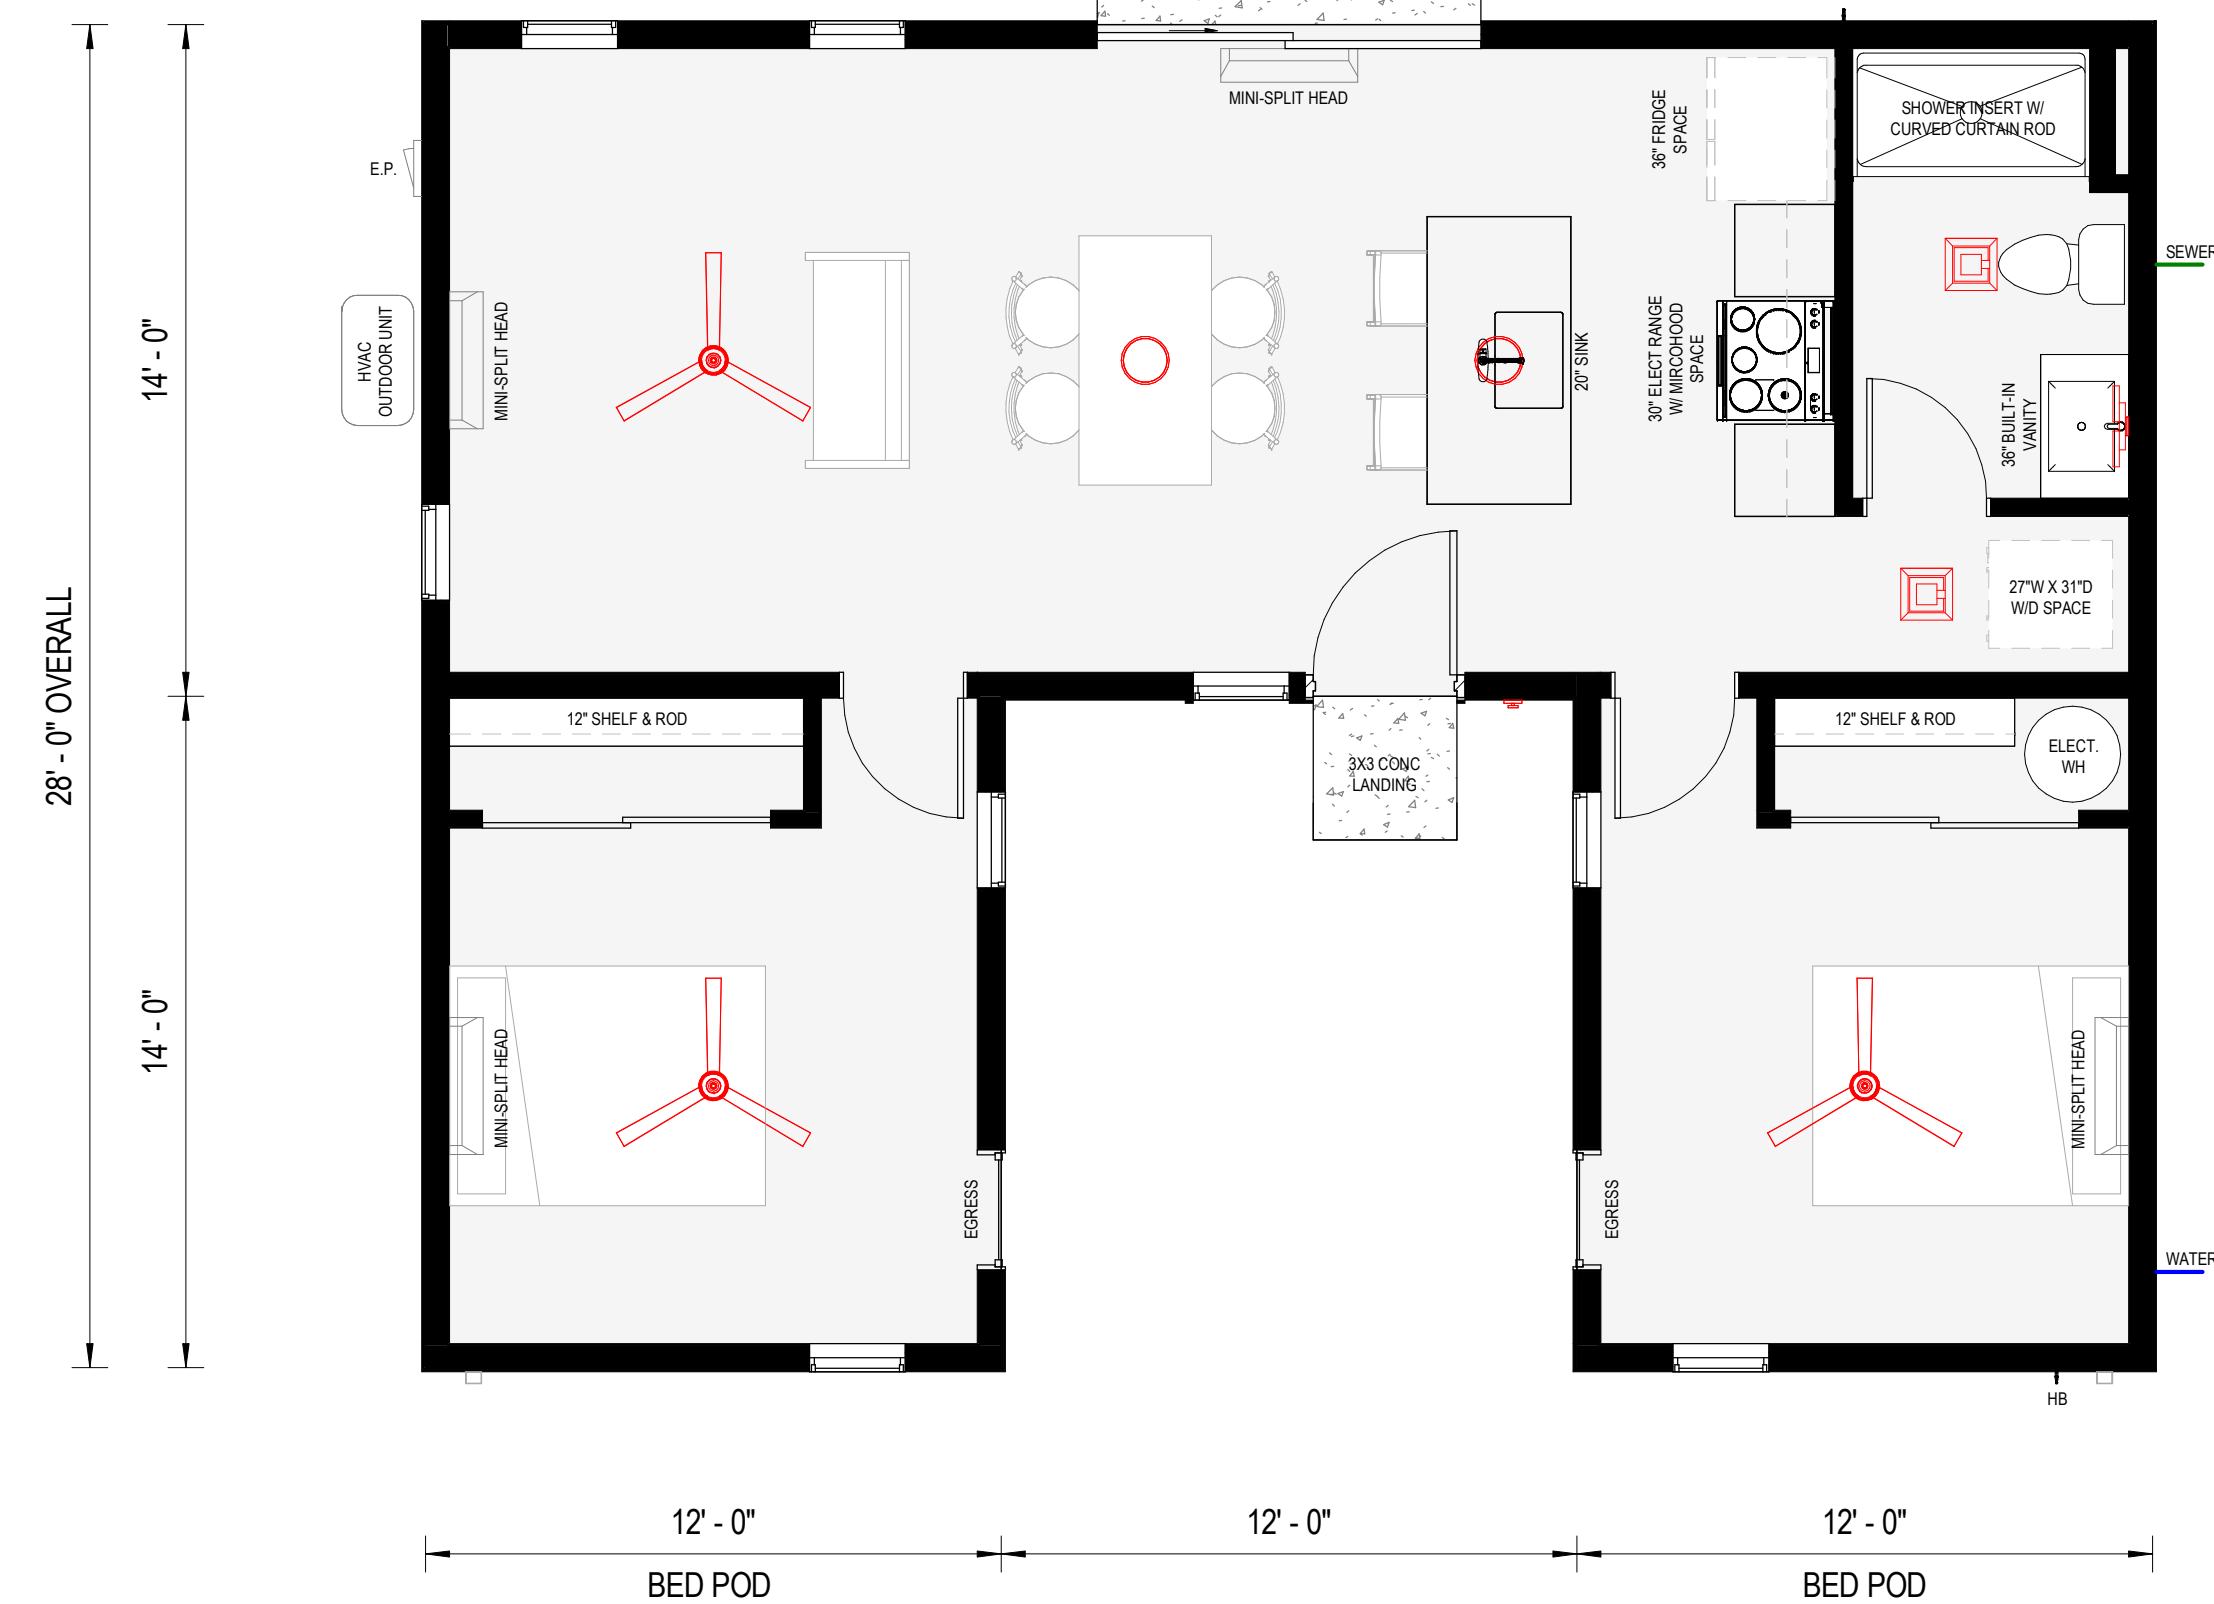 MINI-SPLIT HEAD
36" FRIDGE
SPACE
SHOWER INSERT W/
CURVED CURTAIN ROD
E.P.
SEWER
HVAC
OUTDOOR UNIT
MINI-SPLIT HEAD
14' - 0"
20" SINK
30" ELECT RANGE
W/ MIRCOHOOD
SPACE
36" BUILT-IN
VANITY
27"W X 31"D
W/D SPACE
28' - 0" OVERALL
12" SHELF & ROD
3X3 CONC
LANDING
12" SHELF & ROD
ELECT.
WH
14' - 0"
MINI-SPLIT HEAD
EGRESS
EGRESS
MINI-SPLIT HEAD
WATER
HB
12' - 0"
12' - 0"
12' - 0"
BED POD
BED POD